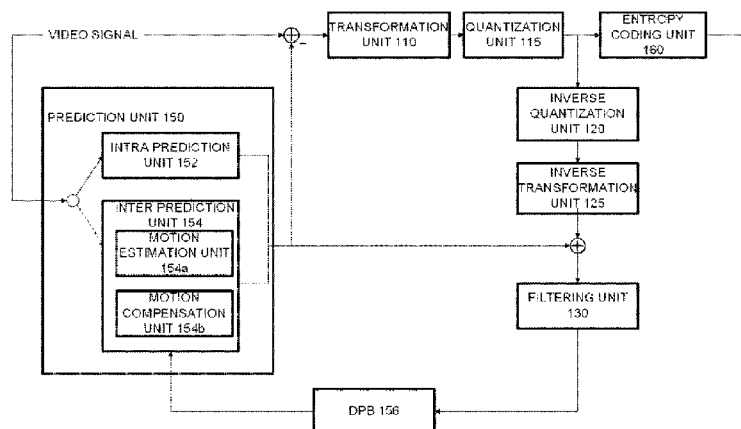 VIDEO SIGNAL
TRANSFORMATION
UNIT 110
QUANTIZATION
UNIT 115
ENTRCPY
CODING UNIT
160
PREDICTION UNIT 150
INTRA PREDICTION
UNIT 152
INTER PREDICTION
UNIT 154
MOTION
ESTIMATION UNIT
154a
MOTION
COMPENSATION
UNIT 154b
INVERSE
QUANTIZATION
UNIT 120
INVERSE
TRANSFORMATION
UNIT 125
FILTERING UNIT
130
DPB 156